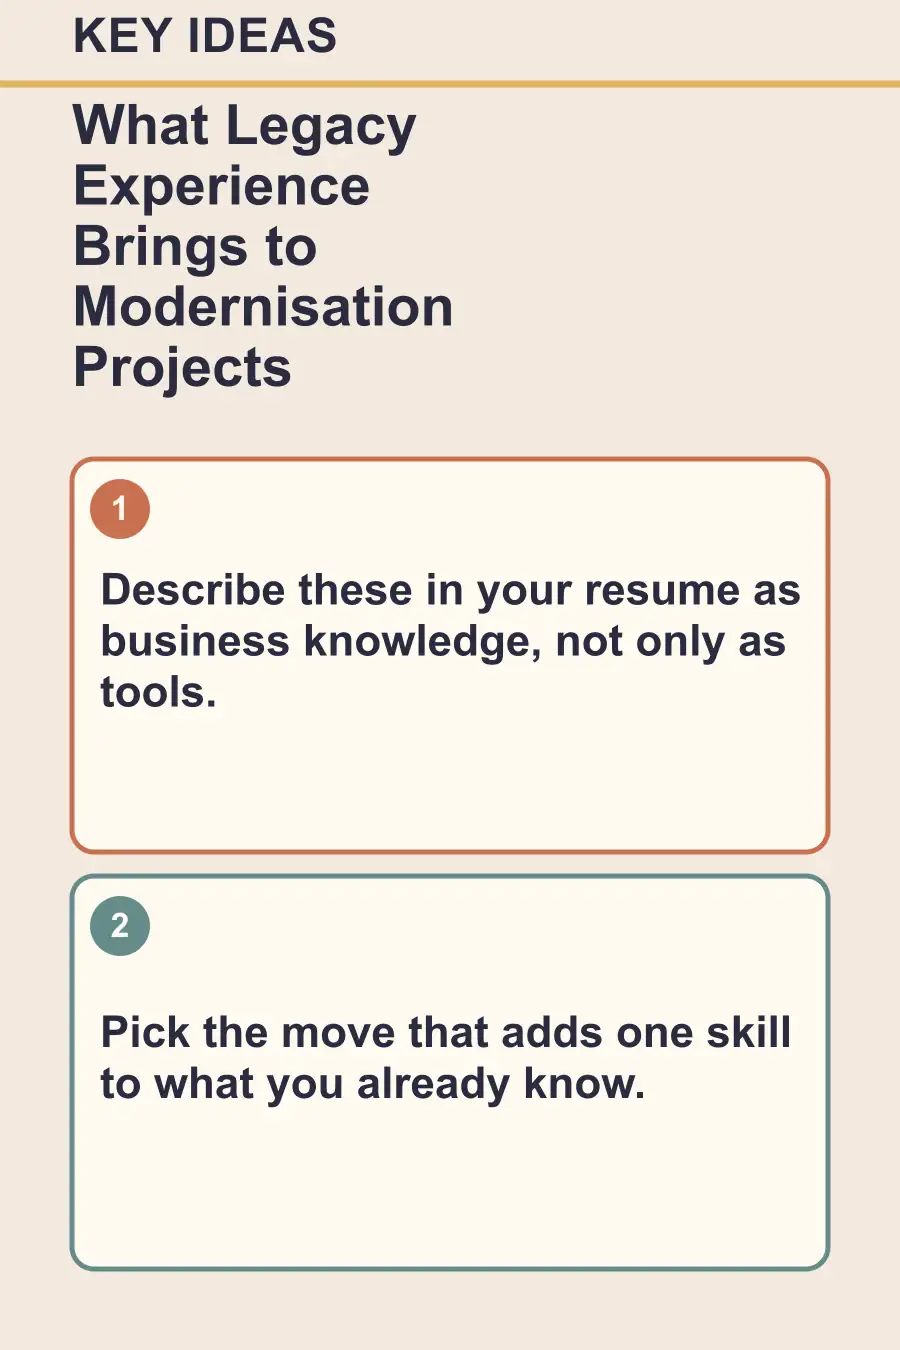 KEY IDEAS
What Legacy
Experience
Brings to
Modernisation
Projects
1
Describe these in your resume as
business knowledge, not only as
tools.
2
Pick the move that adds one skill
to what you already know.